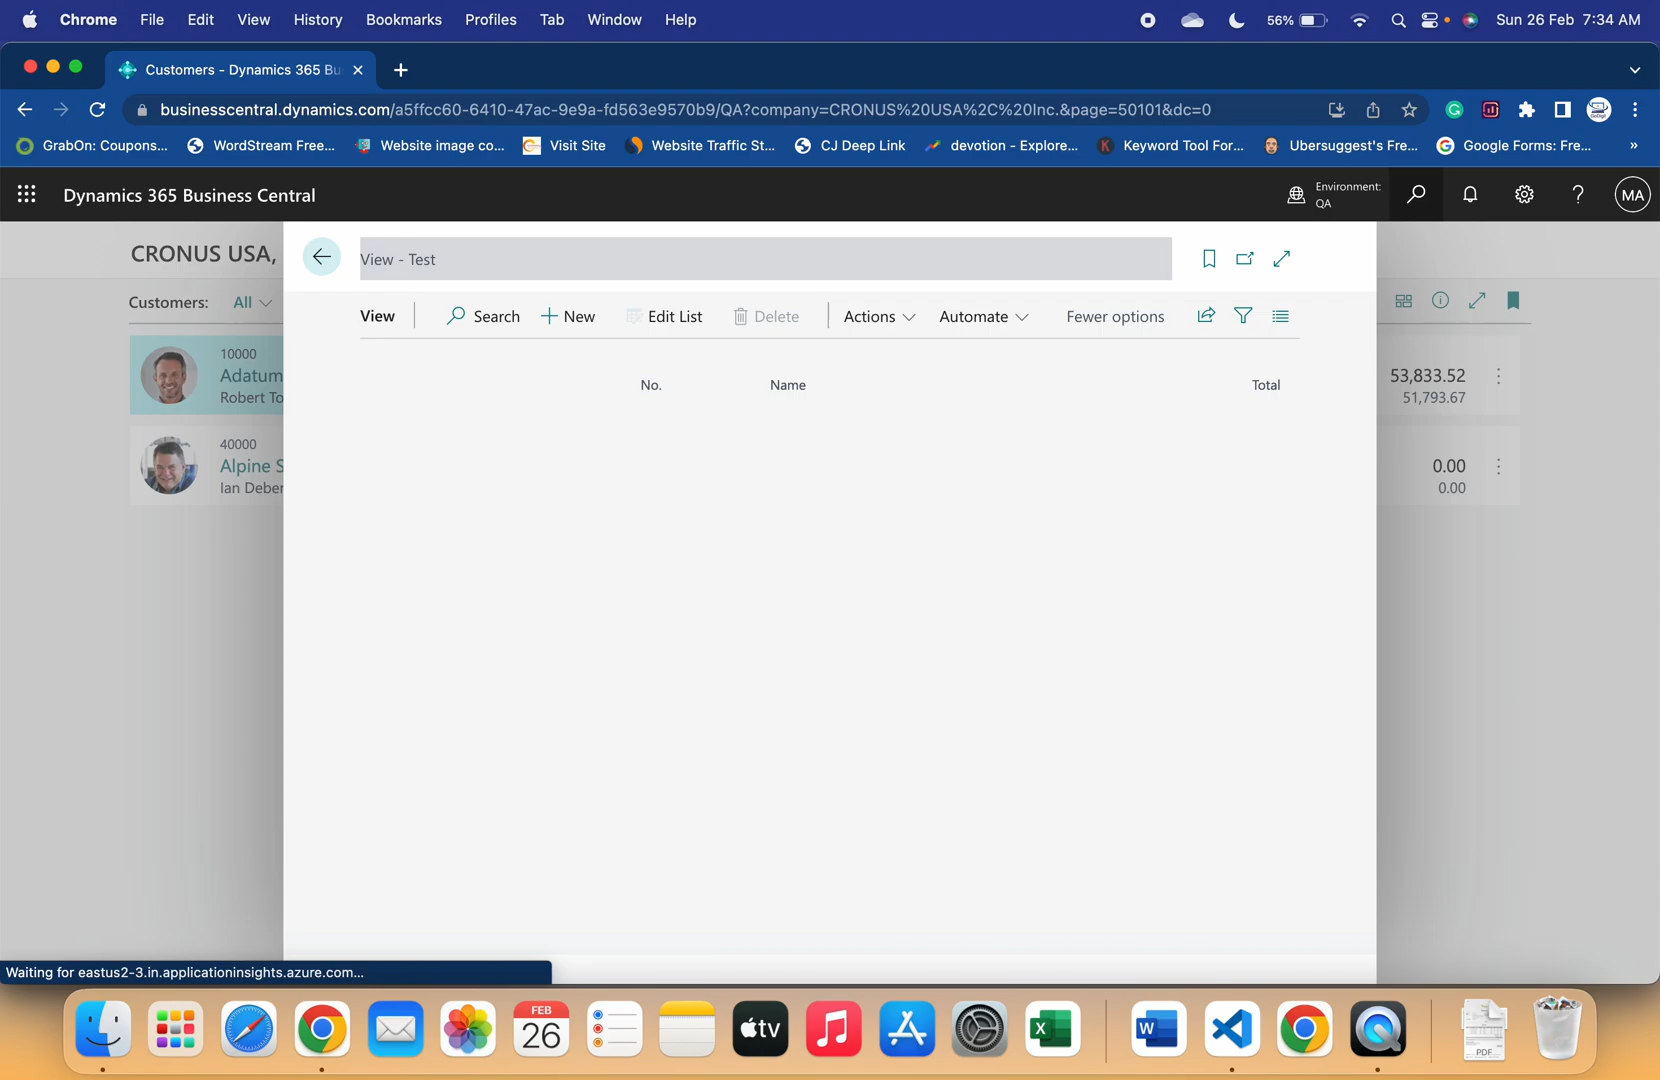 Chrome File Edit View History Bookmarks Profiles Tab Window Help 56% Sun 26 Feb 7:34 AM
Customers - Dynamics 365 Bu
businesscentral.dynamics.com/a5ffcc60-6410-47ac-9e9a-fd563e9570b9/QA?company=CRONUS%20USA%2C%20Inc.&page=50101&dc=0
GrabOn: Coupons... WordStream Free... Website image co... Visit Site Website Traffic St... CJ Deep Link devotion - Explore... Keyword Tool For... Ubersuggest's Fre... Google Forms: Fre... »
Dynamics 365 Business Central Environment: QA ? MA
CRONUS USA,
View - Test
Customers: All
View Search New Edit List Delete Actions Automate Fewer options
No. Name Total
10000
Adatum
Robert To
53,833.52
51,793.67
40000
Alpine S
Ian Deber
0.00
0.00
Waiting for eastus2-3.in.applicationinsights.azure.com...
FEB
26
tv
X
W
PDF